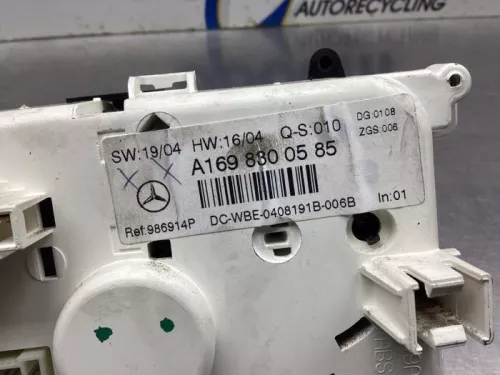 AUTORECYCLING
SW:19/04 HW:16/04 Q-S:010
DG:0108
ZGS:006
A169 830 05 85
Ref:986914P
DC-WBE-0408191B-006B
In:01